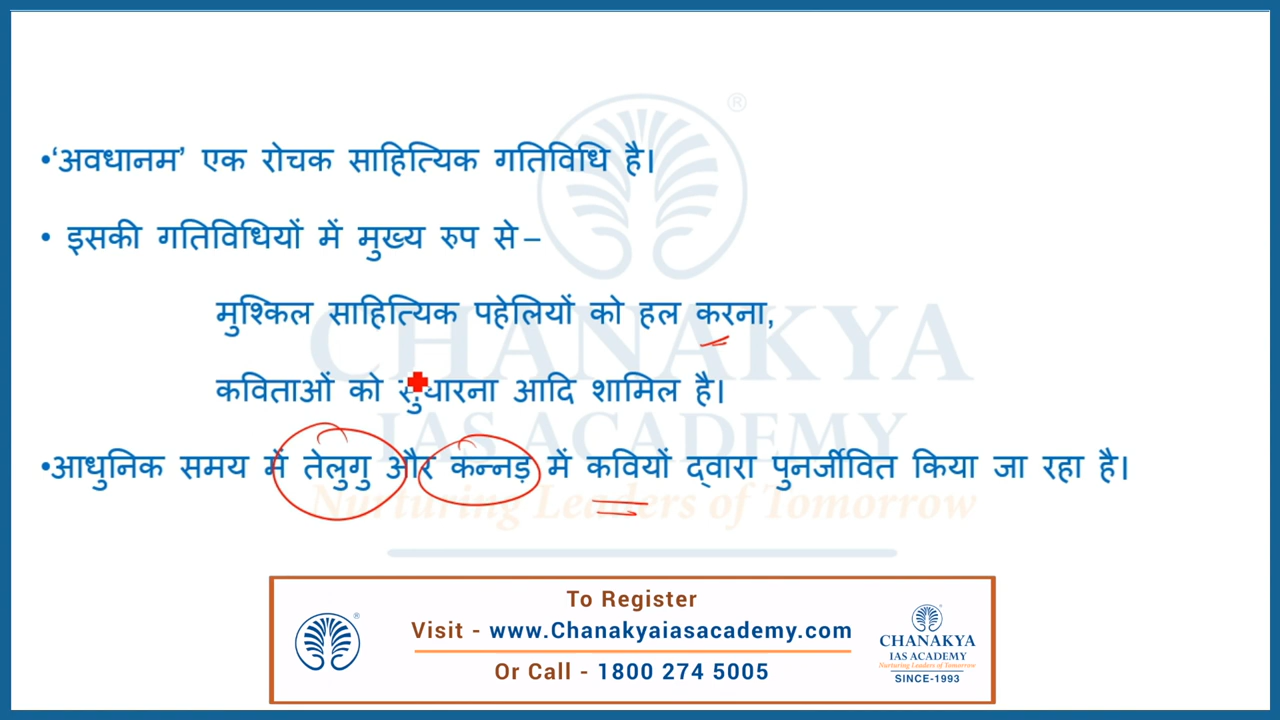 •‘अवधानम’ एक रोचक साहित्यिक गतिविधि है।
• इसकी गतिविधियों में मुख्य रुप से –
मुश्किल साहित्यिक पहेलियों को हल करना,
कविताओं को सुधारना आदि शामिल है।
•आधुनिक समय में तेलुगु और कन्नड़ में कवियों द्वारा पुनर्जीवित किया जा रहा है।
®
CHANAKYA
IAS ACADEMY
Nurturing Leaders of Tomorrow
To Register
Visit - www.Chanakyaiasacademy.com
Or Call - 1800 274 5005
®
®
CHANAKYA
IAS ACADEMY
Nurturing Leaders of Tomorrow
SINCE-1993